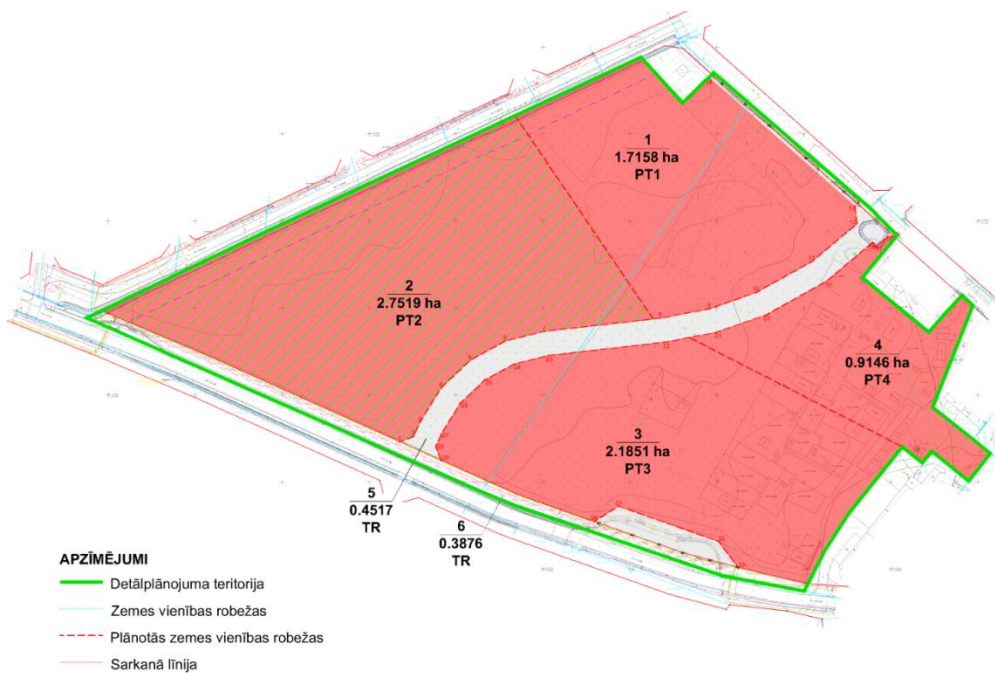 1
1.7158 ha
PT1
2
2.7519 ha
PT2
4
0.9146 ha
PT4
3
2.1851 ha
PT3
5
0.4517
TR
6
0.3876
TR
APZĪMĒJUMI
Detālplānojuma teritorija
Zemes vienības robežas
Plānotās zemes vienības robežas
Sarkanā līnija